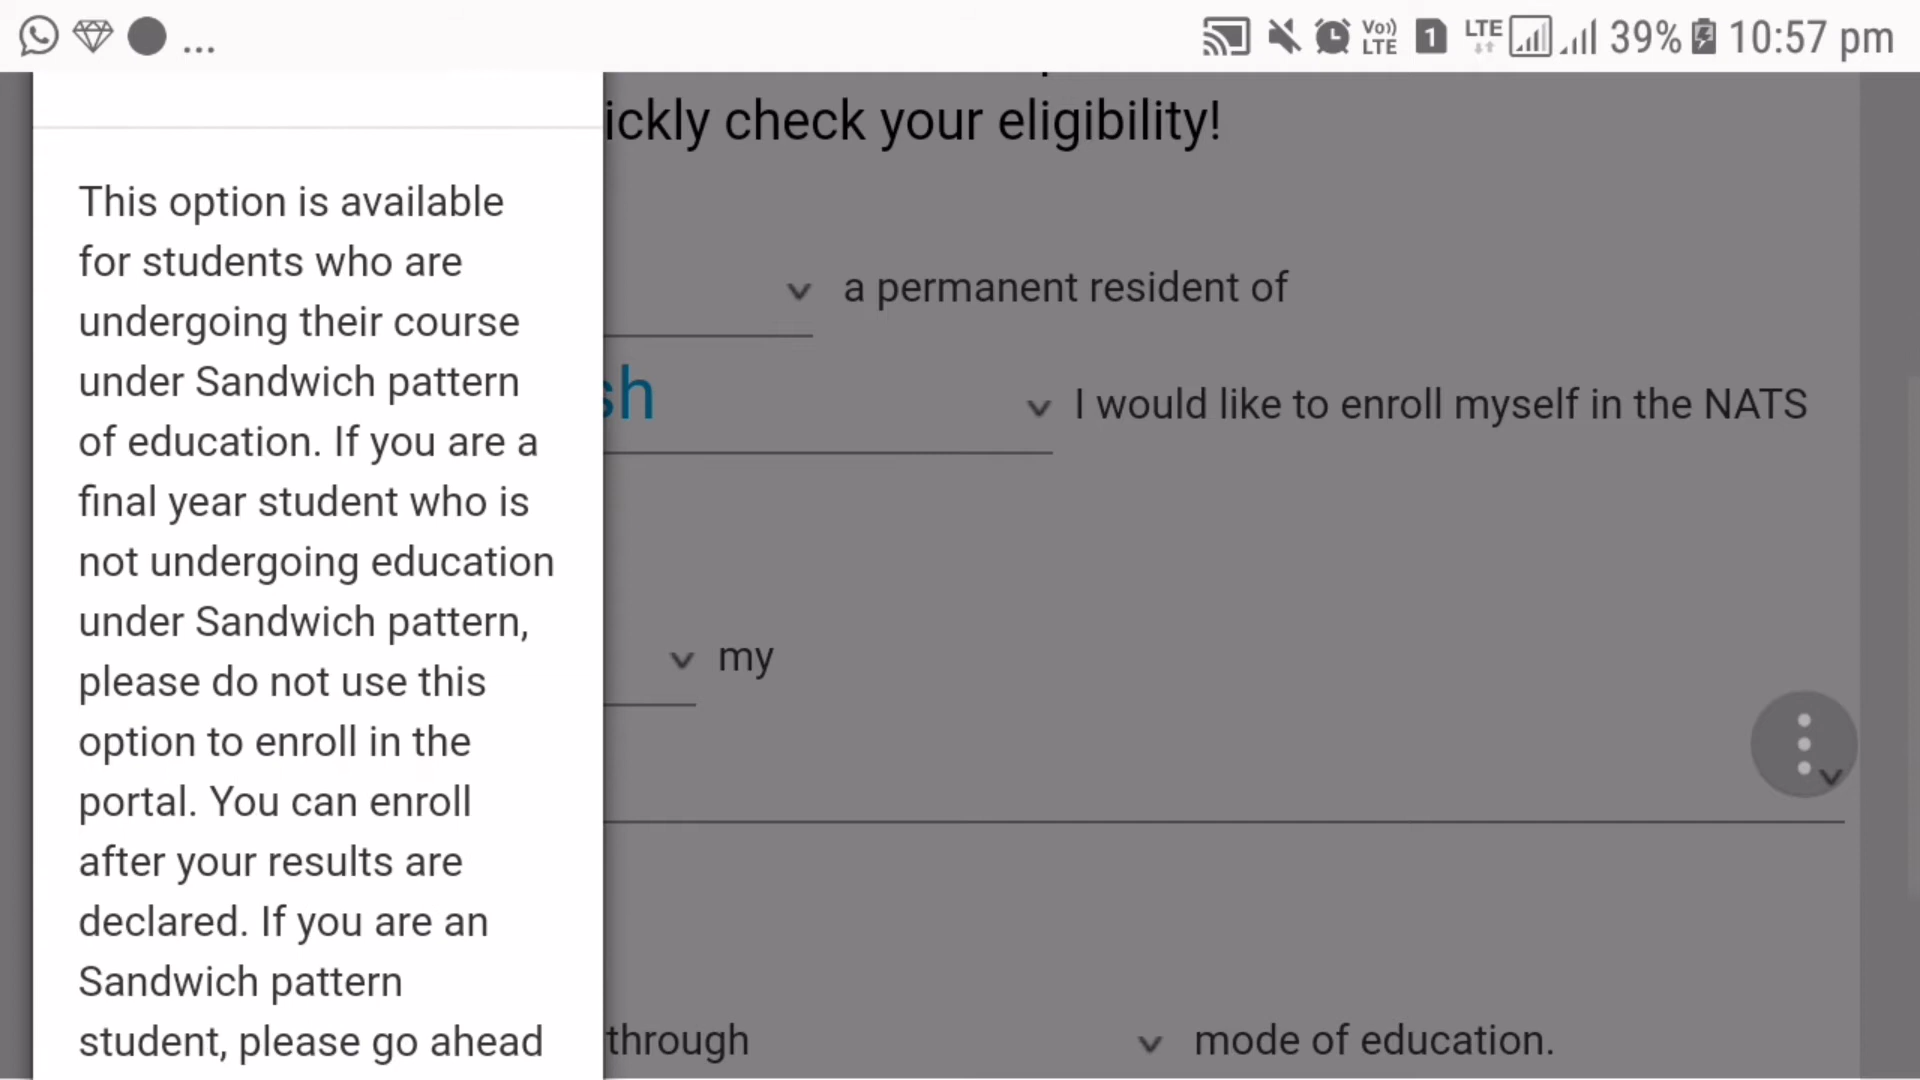 ... Vo)) LTE 1 LTE 39% 10:57 pm
ickly check your eligibility!
This option is available
for students who are
undergoing their course
under Sandwich pattern
of education. If you are a
final year student who is
not undergoing education
under Sandwich pattern,
please do not use this
option to enroll in the
portal. You can enroll
after your results are
declared. If you are an
Sandwich pattern
student, please go ahead
a permanent resident of
sh I would like to enroll myself in the NATS
my
through mode of education.